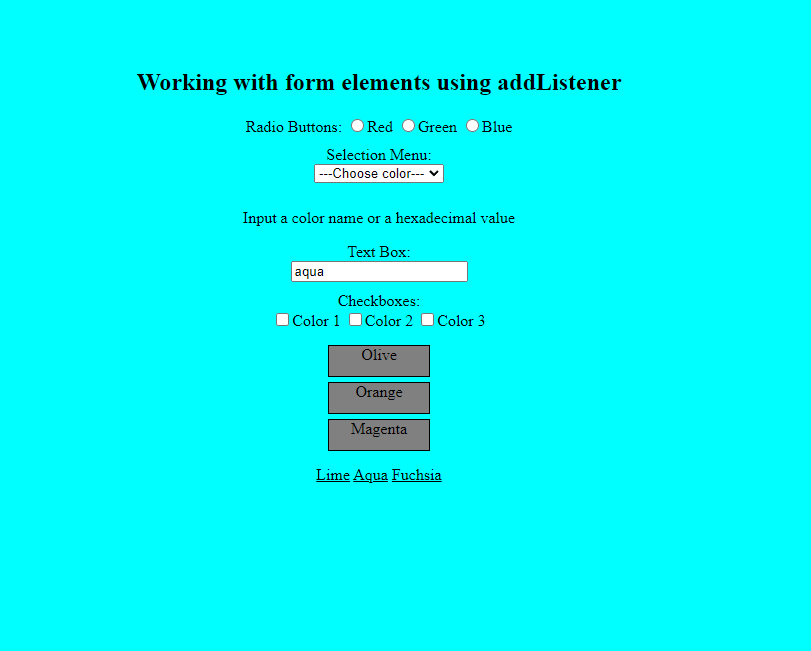 Working with form elements using addListener
Radio Buttons: Red Green Blue
Selection Menu:
---Choose color---
Input a color name or a hexadecimal value
Text Box:
aqua
Checkboxes:
Color 1 Color 2 Color 3
Olive
Orange
Magenta
Lime Aqua Fuchsia